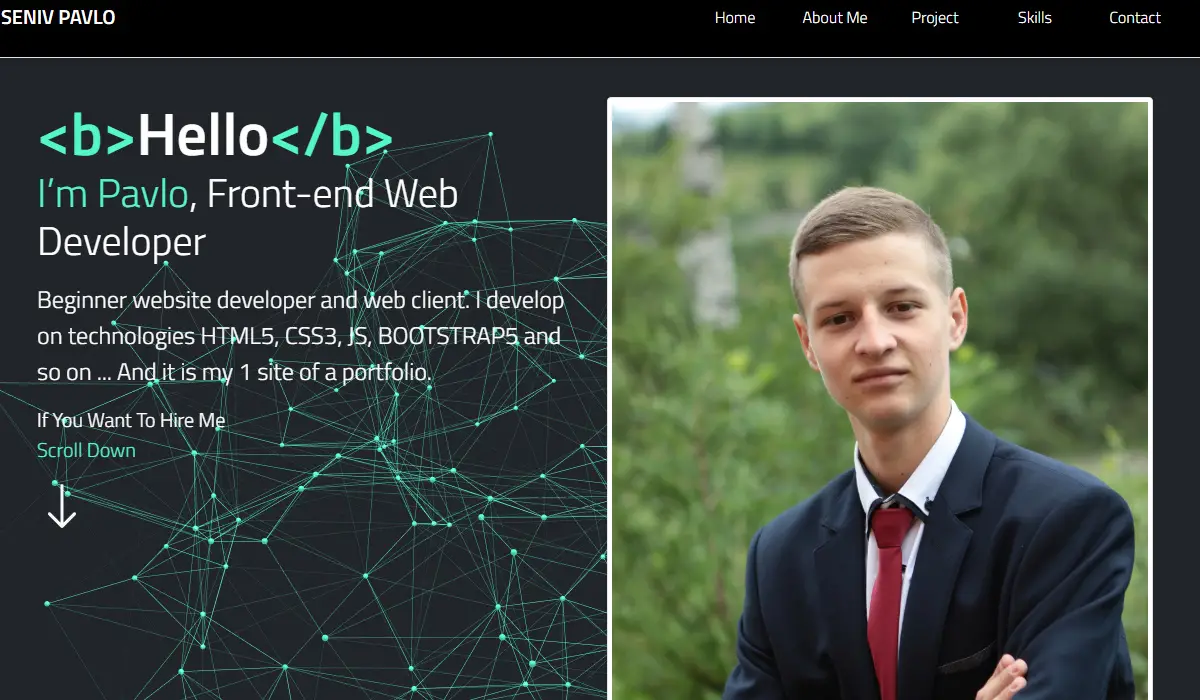 SENIV PAVLO
Home About Me Project Skills Contact
<b>Hello</b>
I'm Pavlo, Front-end Web
Developer
Beginner website developer and web client. I develop
on technologies HTML5, CSS3, JS, BOOTSTRAP5 and
so on ... And it is my 1 site of a portfolio.
If You Want To Hire Me
Scroll Down